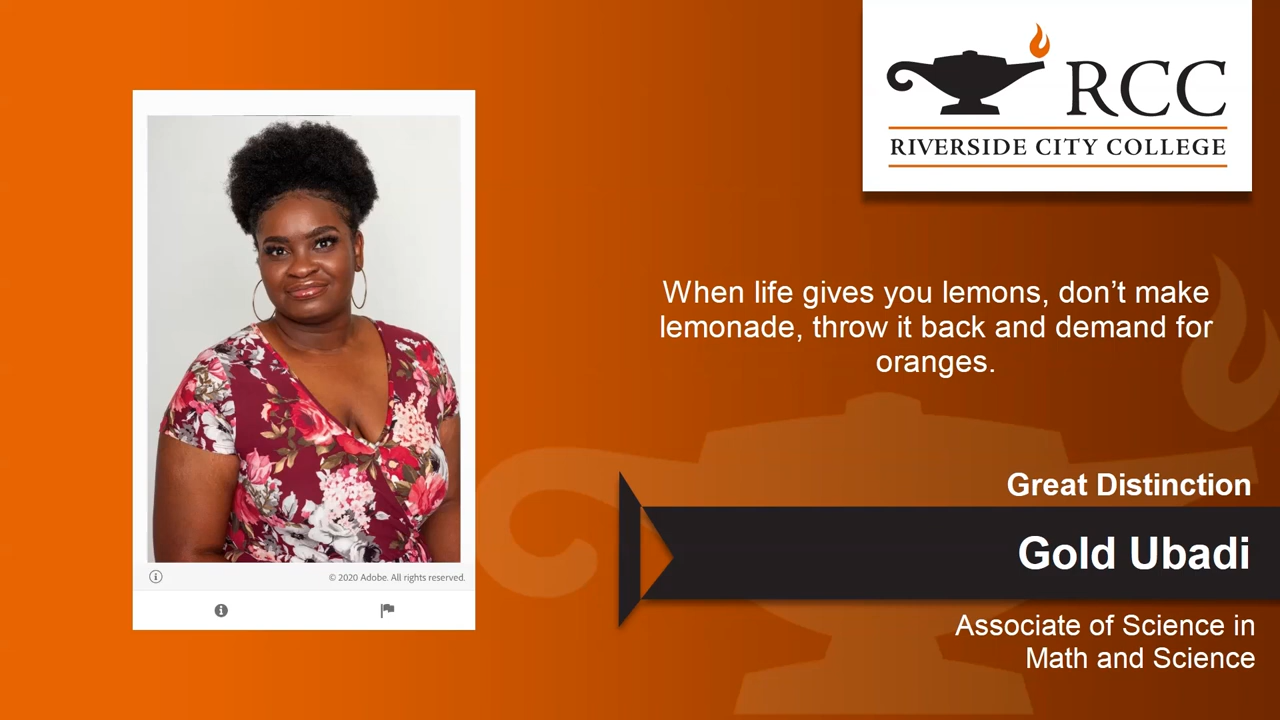 RCC
RIVERSIDE CITY COLLEGE
When life gives you lemons, don’t make
lemonade, throw it back and demand for
oranges.
Great Distinction
Gold Ubadi
Associate of Science in
Math and Science
© 2020 Adobe. All rights reserved.